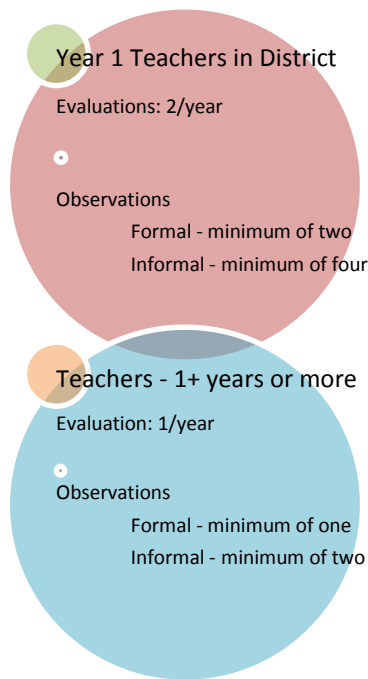 Year 1 Teachers in District
Evaluations: 2/year
Observations
Formal - minimum of two
Informal - minimum of four
Teachers - 1+ years or more
Evaluation: 1/year
Observations
Formal - minimum of one
Informal - minimum of two